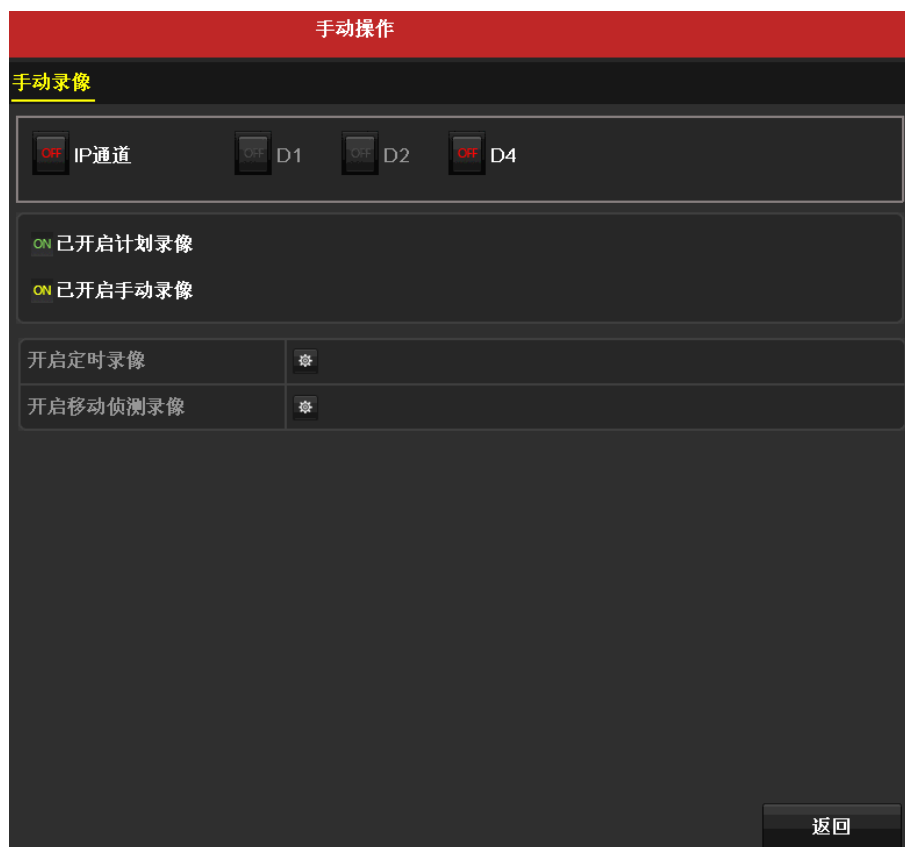 手动操作
手动录像
OFF IP通道 OFF D1 OFF D2 OFF D4
ON 已开启计划录像
ON 已开启手动录像
开启定时录像
开启移动侦测录像
返回